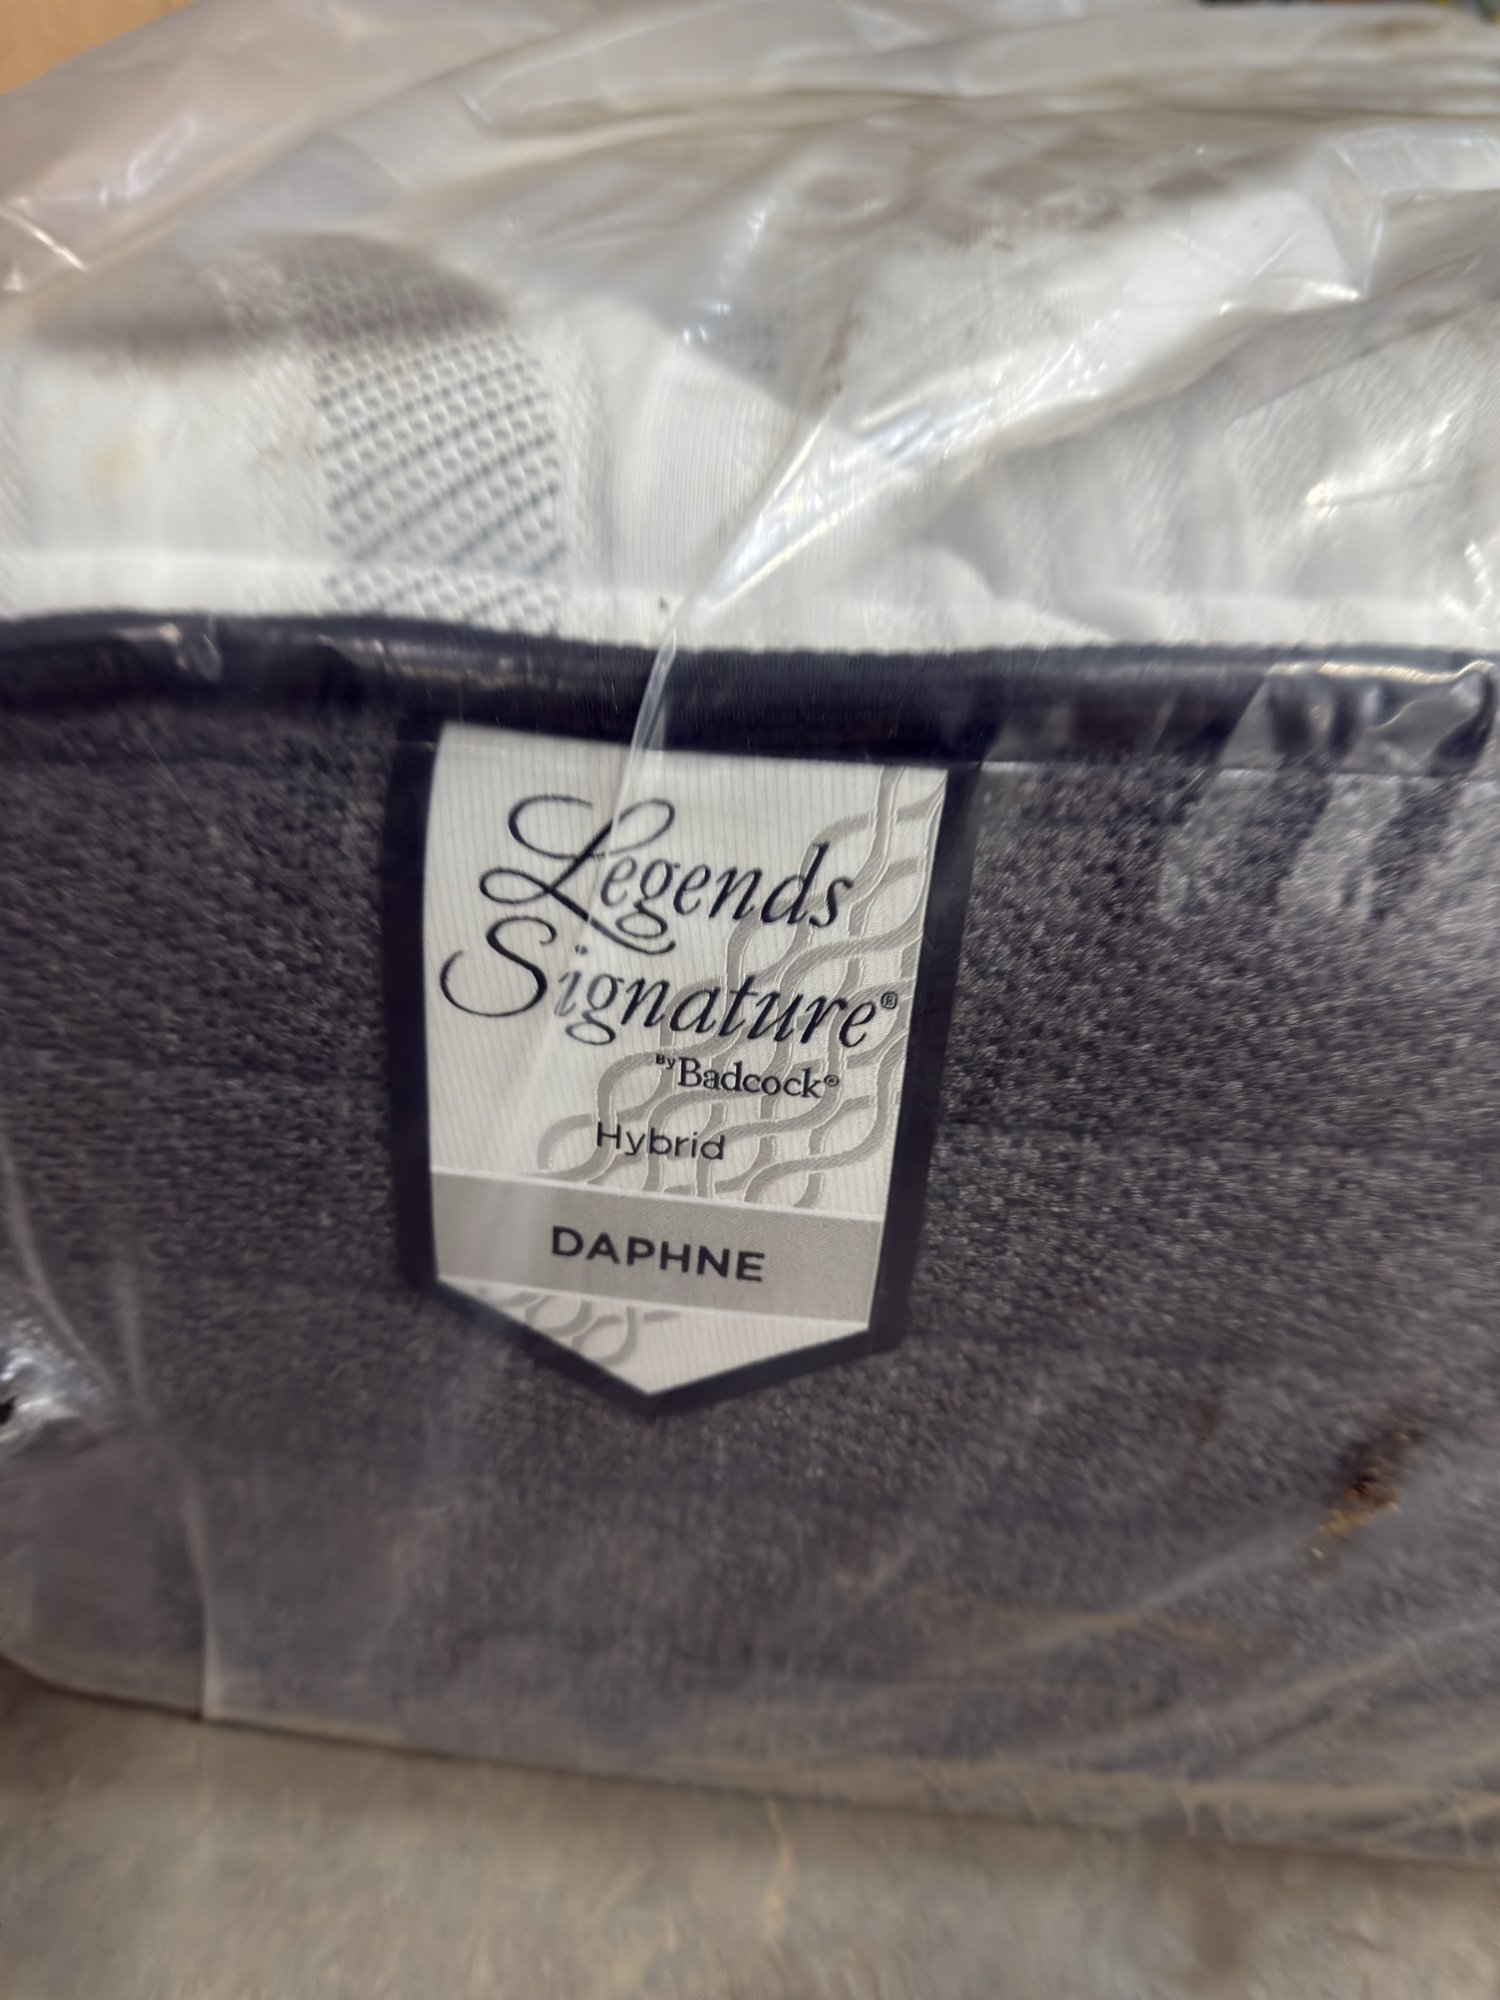 Legends
Signature®
By Badcock®
Hybrid
DAPHNE